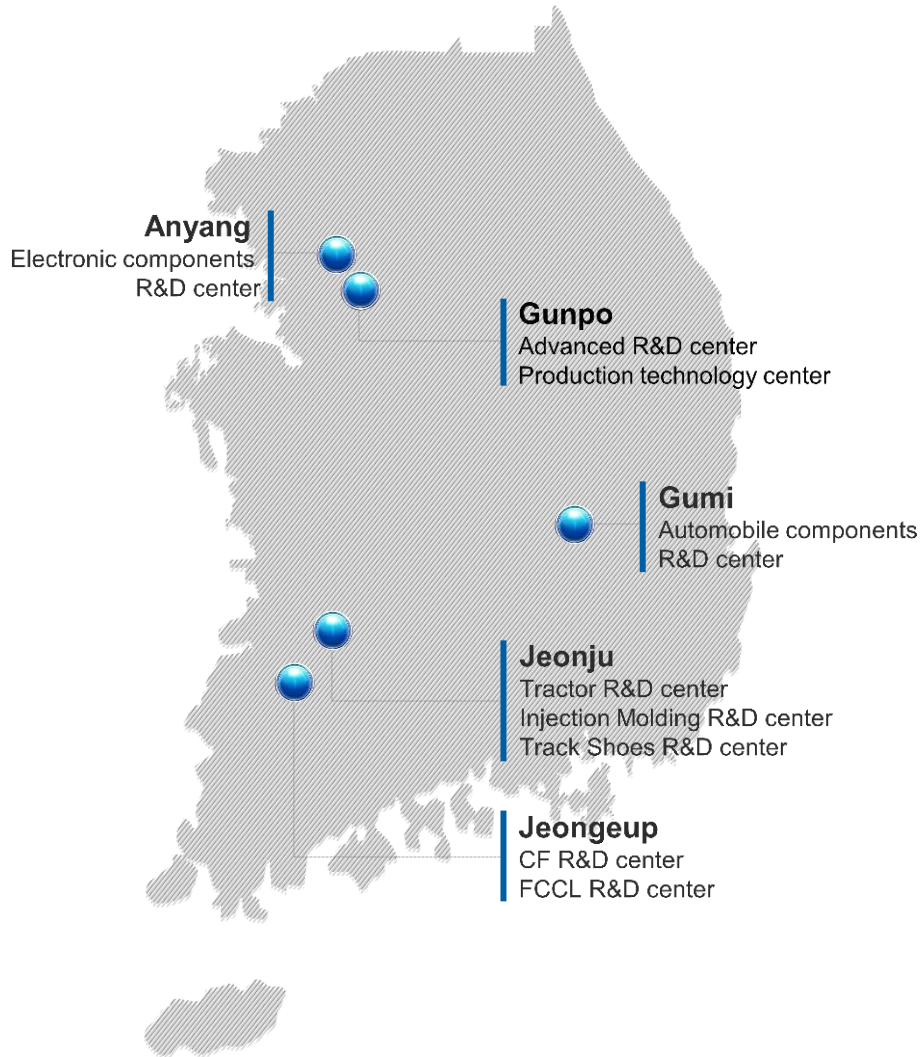 Anyang
Electronic components
R&D center
Gunpo
Advanced R&D center
Production technology center
Gumi
Automobile components
R&D center
Jeonju
Tractor R&D center
Injection Molding R&D center
Track Shoes R&D center
Jeongeup
CF R&D center
FCCL R&D center